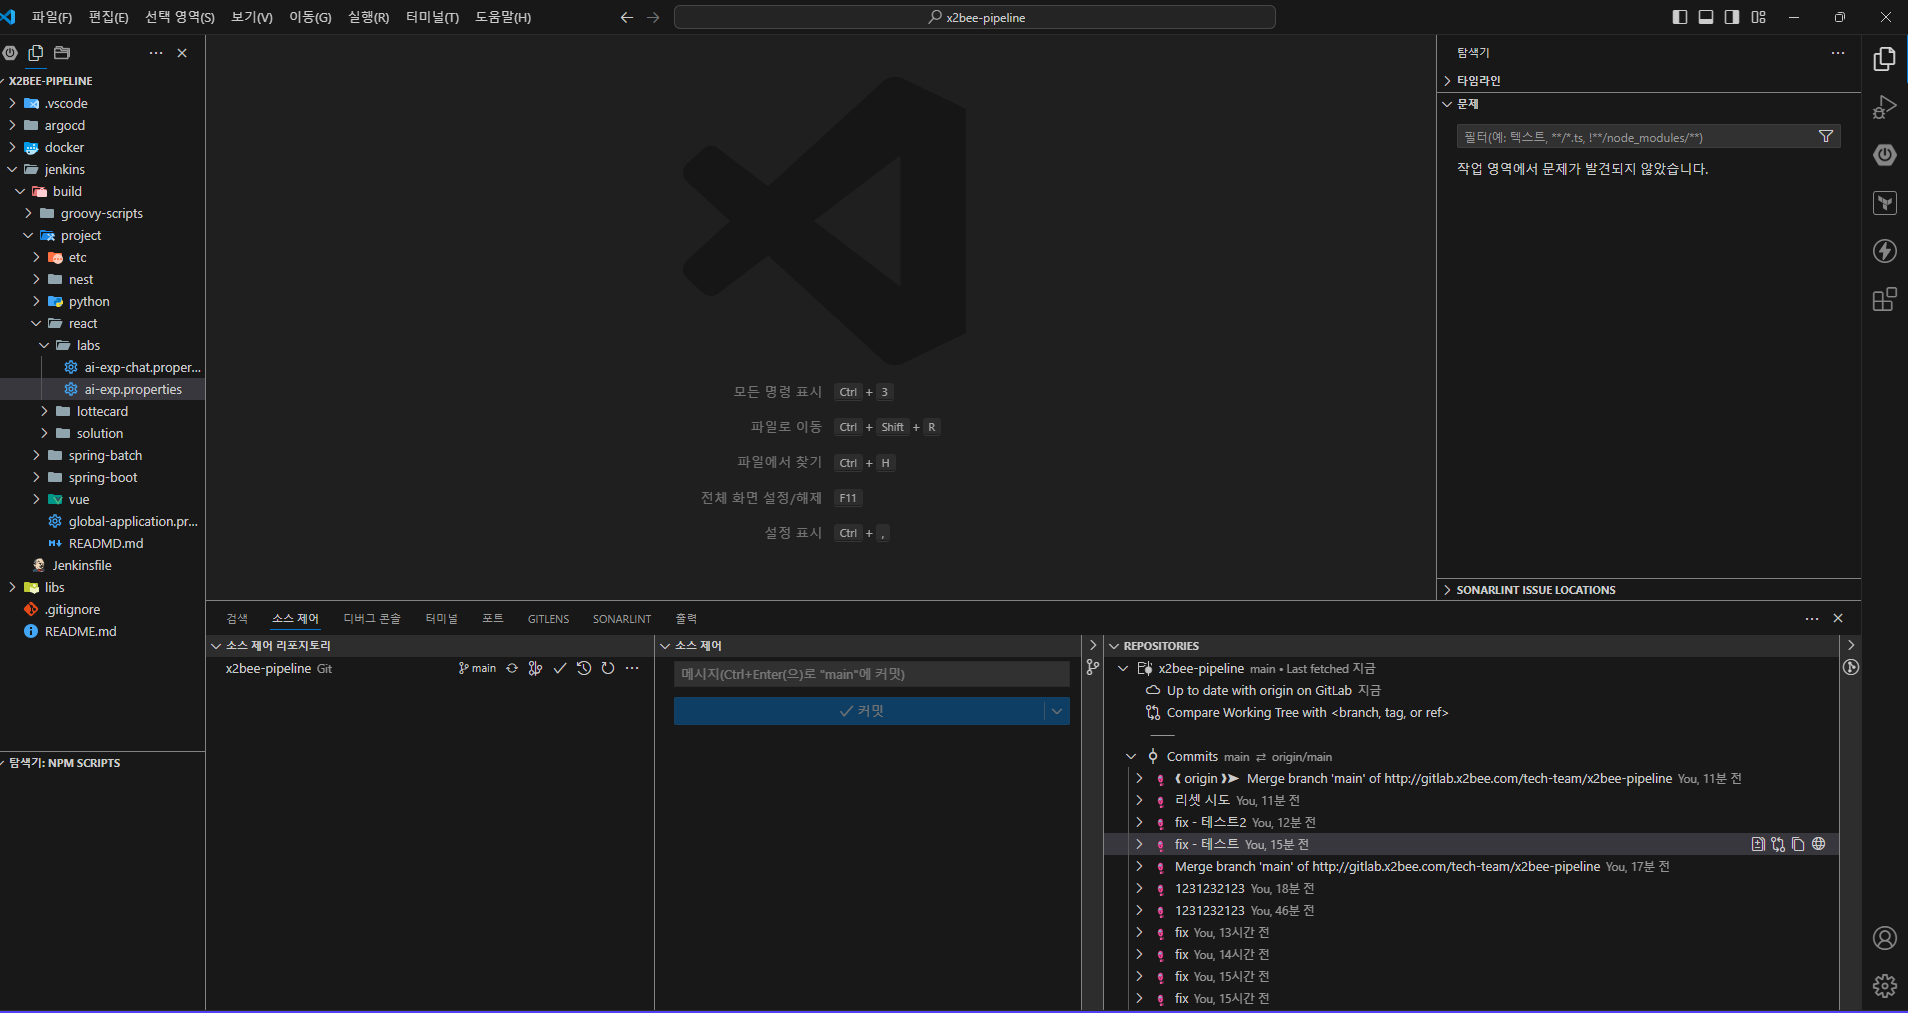 파일(F) 편집(E) 선택 영역(S) 보기(V) 이동(G) 실행(R) 터미널(T) 도움말(H)
x2bee-pipeline
X2BEE-PIPELINE
.vscode
argocd
docker
jenkins
build
groovy-scripts
project
etc
nest
python
react
labs
ai-exp-chat.proper...
ai-exp.properties
lottecard
solution
spring-batch
spring-boot
vue
global-application.pr...
READMD.md
Jenkinsfile
libs
.gitignore
README.md
탐색기: NPM SCRIPTS
모든 명령 표시 Ctrl + 3
파일로 이동 Ctrl + Shift + R
파일에서 찾기 Ctrl + H
전체 화면 설정/해제 F11
설정 표시 Ctrl + ,
탐색기
타임라인
문제
필터(예: 텍스트, **/*.ts, !**/node_modules/**)
작업 영역에서 문제가 발견되지 않았습니다.
SONARLINT ISSUE LOCATIONS
검색 소스 제어 디버그 콘솔 터미널 포트 GITLENS SONARLINT 출력
소스 제어 리포지토리
x2bee-pipeline Git main
소스 제어
메시지(Ctrl+Enter(으)로 "main"에 커밋)
커밋
REPOSITORIES
x2bee-pipeline main • Last fetched 지금
Up to date with origin on GitLab 지금
Compare Working Tree with <branch, tag, or ref>
Commits main ⇄ origin/main
❰ origin ❱➤ Merge branch 'main' of http://gitlab.x2bee.com/tech-team/x2bee-pipeline You, 11분 전
리셋 시도 You, 11분 전
fix - 테스트2 You, 12분 전
fix - 테스트 You, 15분 전
Merge branch 'main' of http://gitlab.x2bee.com/tech-team/x2bee-pipeline You, 17분 전
1231232123 You, 18분 전
1231232123 You, 46분 전
fix You, 13시간 전
fix You, 14시간 전
fix You, 15시간 전
fix You, 15시간 전